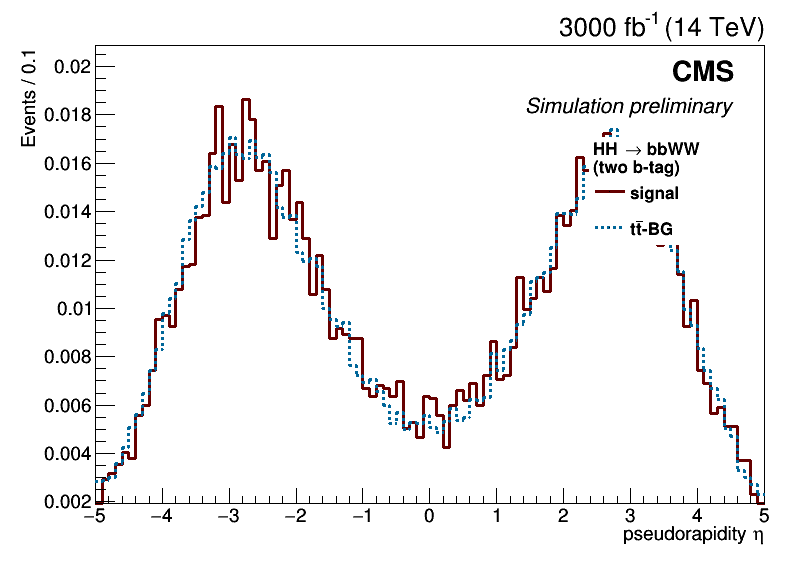 3000 fb⁻¹ (14 TeV)
CMS
Simulation preliminary
HH → bbWW
(two b-tag)
signal
tt̄-BG
Events / 0.1
0.02
0.018
0.016
0.014
0.012
0.01
0.008
0.006
0.004
0.002
−5 −4 −3 −2 −1 0 1 2 3 4 5
pseudorapidity η